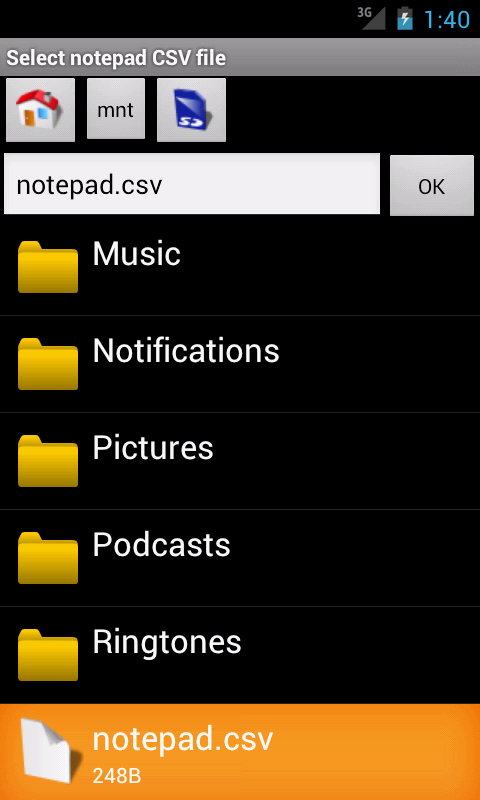 3G 1:40
Select notepad CSV file
mnt
SD
notepad.csv OK
Music
Notifications
Pictures
Podcasts
Ringtones
notepad.csv
248B